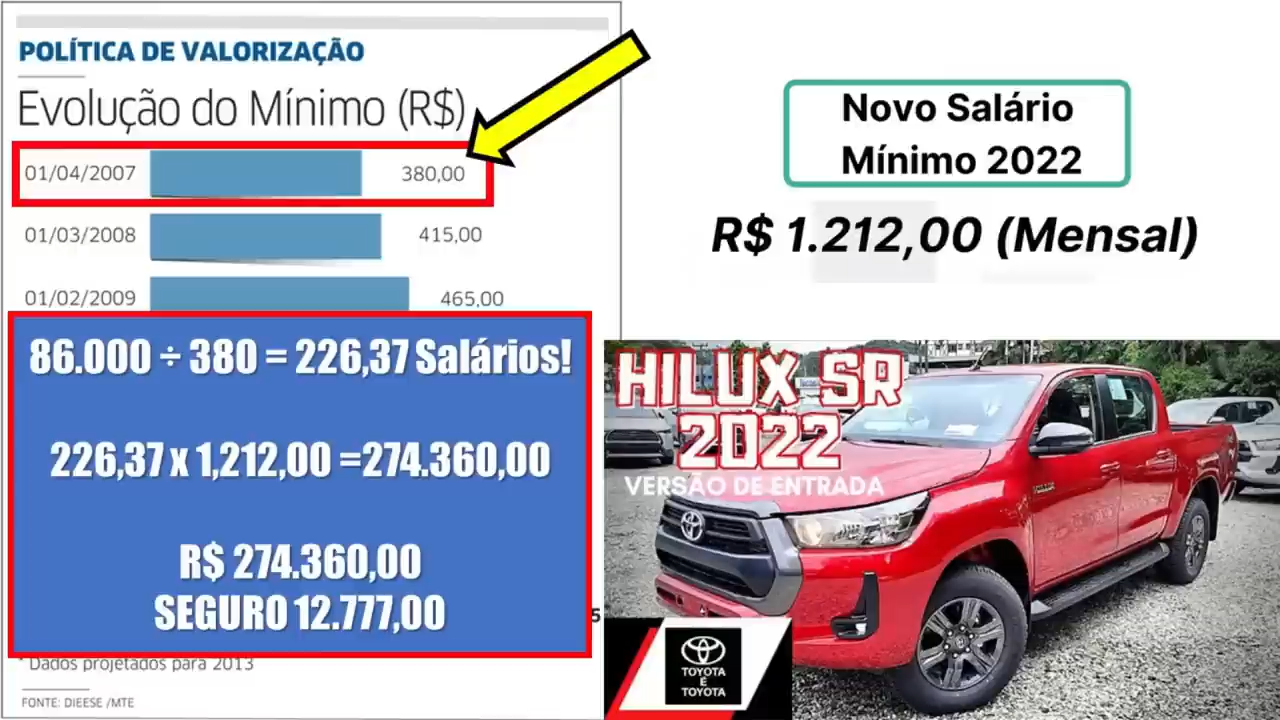 POLÍTICA DE VALORIZAÇÃO
Evolução do Mínimo (R$)
01/04/2007 380,00
01/03/2008 415,00
01/02/2009 465,00
86.000 ÷ 380 = 226,37 Salários!
226,37 x 1,212,00 =274.360,00
R$ 274.360,00
SEGURO 12.777,00
5
* Dados projetados para 2013
FONTE: DIEESE /MTE
Novo Salário
Mínimo 2022
R$ 1.212,00 (Mensal)
HILUX SR
2022
VERSÃO DE ENTRADA
HILUX
TOYOTA
É
TOYOTA